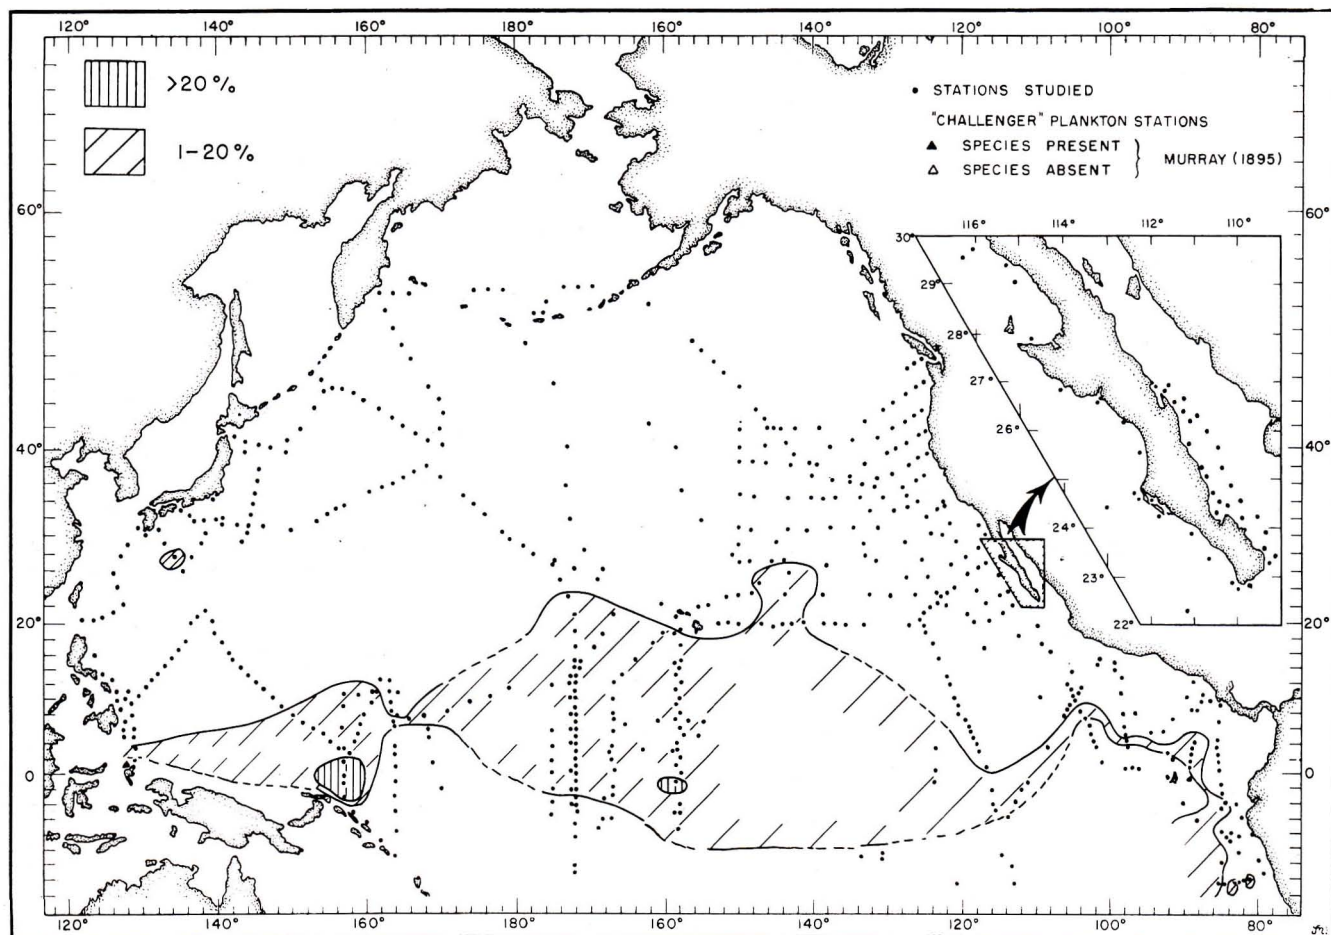 120° 140° 160° 180° 160° 140° 120° 100° 80°
>20%
1-20%
• STATIONS STUDIED
"CHALLENGER" PLANKTON STATIONS
▲ SPECIES PRESENT
△ SPECIES ABSENT
MURRAY (1895)
60° 60°
116° 114° 112° 110°
30°
29°
28°
27°
26°
24°
23°
22°
40° 40°
20° 20°
0 0
120° 140° 160° 180° 160° 140° 120° 100° 80°